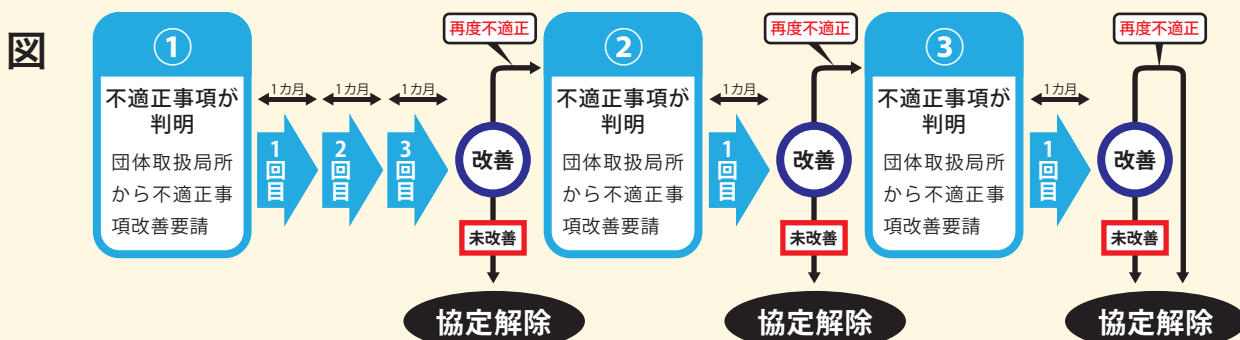 図
①
不適正事項が
判明
団体取扱局所
から不適正事
項改善要請
1カ月
1カ月
1カ月
1回目
2回目
3回目
再度不適正
改善
未改善
協定解除
②
不適正事項が
判明
団体取扱局所
から不適正事
項改善要請
1カ月
1回目
再度不適正
改善
未改善
協定解除
③
不適正事項が
判明
団体取扱局所
から不適正事
項改善要請
1カ月
1回目
再度不適正
改善
未改善
協定解除